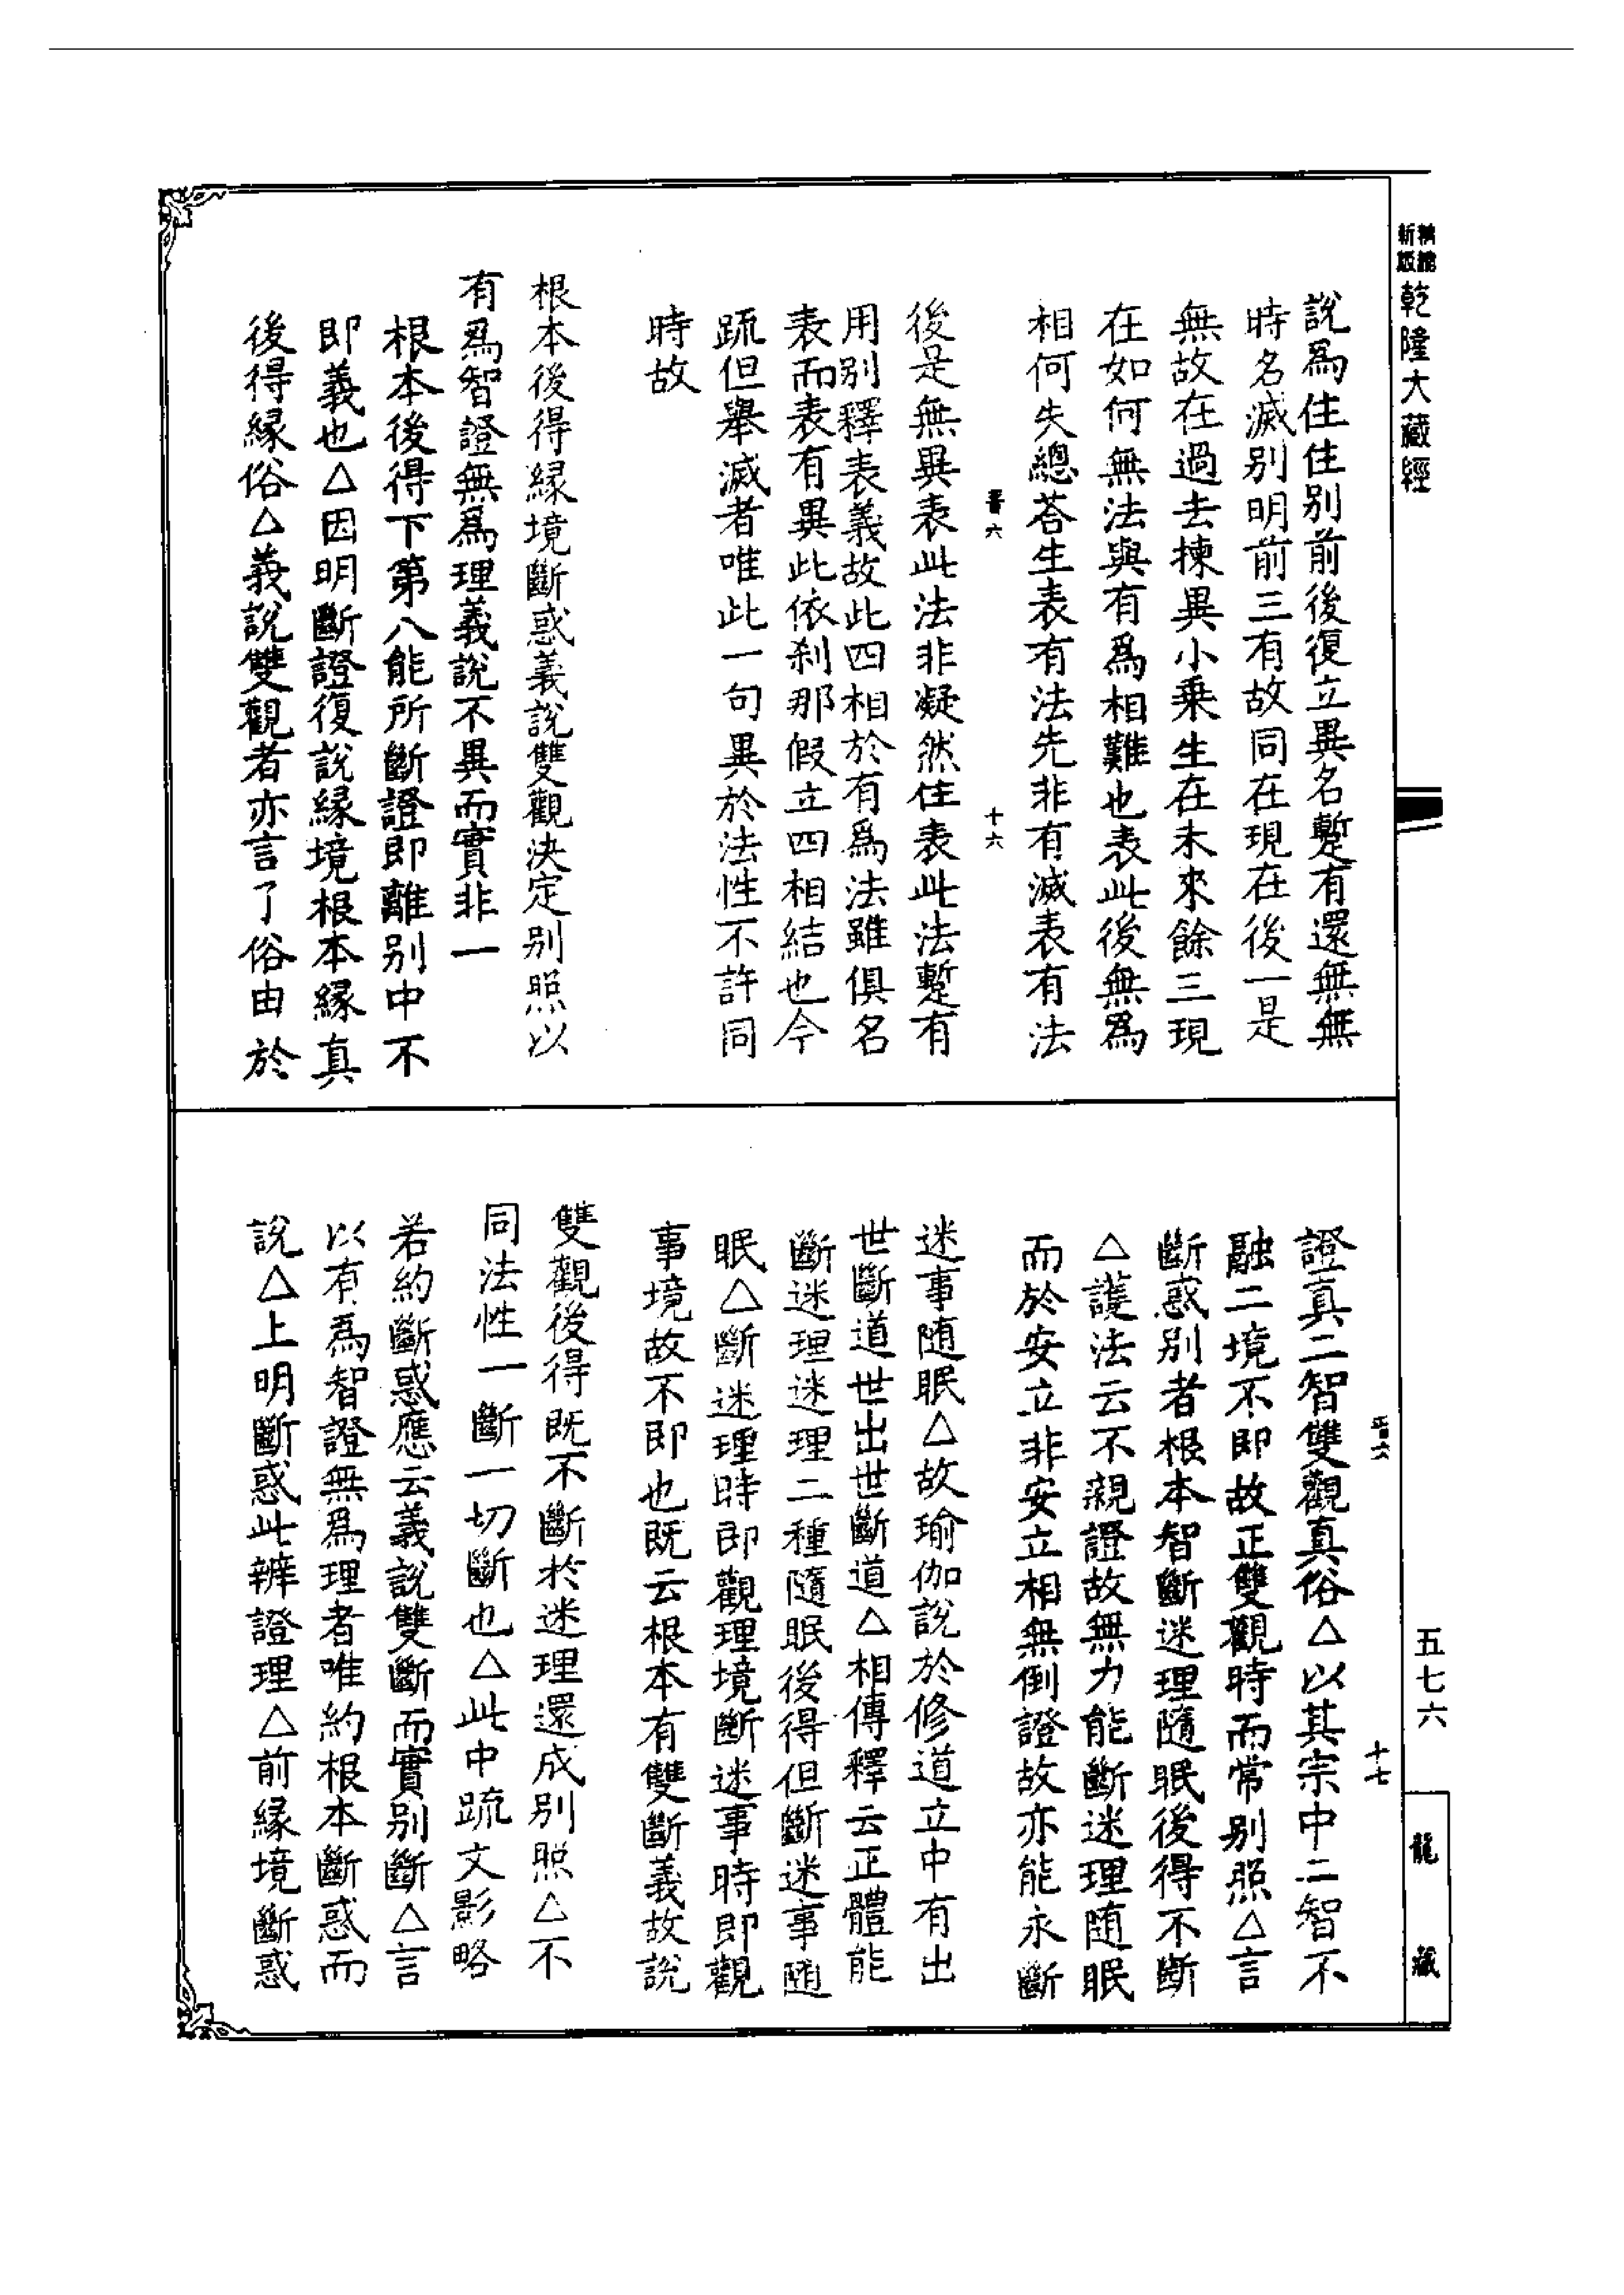 精縮新版乾隆大藏經
說為住住別前後復立異名蹔有還無無
時名滅別明前三有故同在現在後一是
無故在過去揀異小乗生在未來餘三現
在如何無法與有為相難也表此後無為
相何失總荅生表有法先非有滅表有法
晋六 十六
後是無異表此法非凝然住表此法蹔有
用別釋表義故此四相於有為法雖俱名
表而表有異此依剎那假立四相結也今
疏但舉滅者唯此一句異於法性不許同
時故
根本後得緣境斷惑義說雙觀決定別照以
有為智證無為理義說不異而實非一
根本後得下第八能所斷證即離別中不
即義也△因明斷證復說緣境根本緣真
後得緣俗△義說雙觀者亦言了俗由於
晋六 十七
證真二智雙觀真俗△以其宗中二智不
融二境不即故正雙觀時而常別照△言
斷惑別者根本智斷迷理隨眠後得不斷
△護法云不親證故無力能斷迷理随眠
而於安立非安立相無倒證故亦能永斷
迷事随眠△故瑜伽說於修道立中有出
世斷道世出世斷道△相傳釋云正體能
斷迷理迷理二種隨眠後得但斷迷事随
眠△斷迷理時即觀理境斷迷事時即觀
事境故不即也既云根本有雙斷義故說
雙觀後得既不斷於迷理還成別照△不
同法性一斷一切斷也△此中疏文影略
若約斷惑應云義說雙斷而實別斷△言
以有為智證無為理者唯約根本斷惑而
說△上明斷惑此辨證理△前緣境斷惑
五七六
龍藏